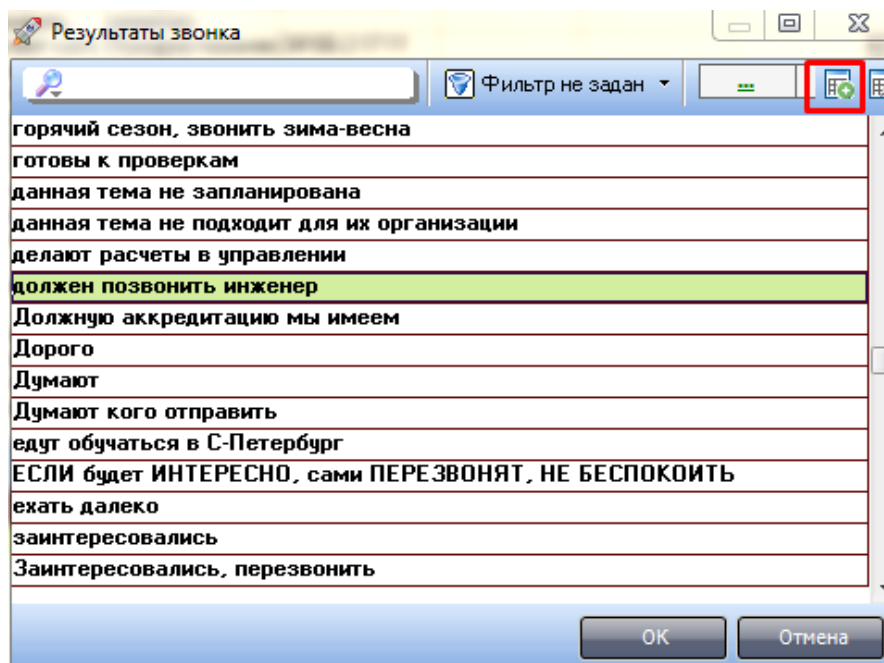 Результаты звонка
Фильтр не задан
...
горячий сезон, звонить зима-весна
готовы к проверкам
данная тема не запланирована
данная тема не подходит для их организации
делают расчеты в управлении
должен позвонить инженер
Должную аккредитацию мы имеем
Дорого
Думают
Думают кого отправить
едут обучаться в С-Петербург
ЕСЛИ будет ИНТЕРЕСНО, сами ПЕРЕЗВОНЯТ, НЕ БЕСПОКОИТЬ
ехать далеко
заинтересовались
Заинтересовались, перезвонить
ОК
Отмена